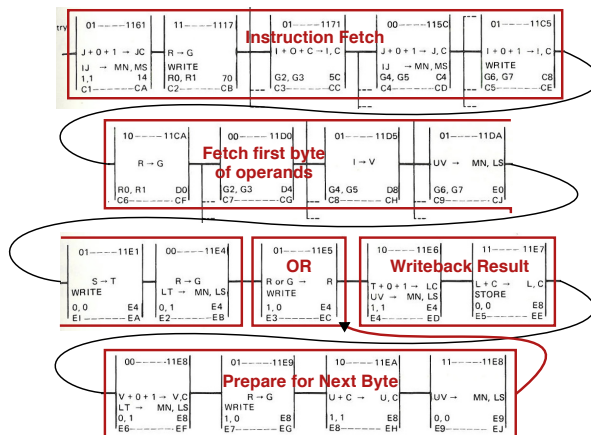 try
01-----1161
J + 0 + 1 → JC
IJ → MN, MS
1, 1 14
C1-----CA
11-----1117
R → G
R0, R1 70
C2-----CB
Instruction Fetch
01-----1171
I + 0 + C → I, C
WRITE
G2, G3 5C
C3-----CC
00-----115C
J + 0 + 1 → J, C
IJ → MN, MS
G4, G5 C4
C4-----CD
01-----11C5
I + 0 + 1 → I, C
WRITE
G6, G7 C8
C5-----CE
10-----11CA
R → G
R0, R1 D0
C6-----CF
Fetch first byte
of operands
00-----11D0
G2, G3 D4
C7-----CG
01-----11D5
I → V
G4, G5 D8
C8-----CH
01-----11DA
UV → MN, LS
G6, G7 E0
C9-----CJ
01-----11E1
S → T
WRITE
0, 0 E4
E1-----EA
00-----11E4
R → G
LT → MN, LS
0, 1 E4
E2-----EB
01-----11E5
OR
R or G → R
WRITE
1, 0 E4
E3-----EC
Writeback Result
10-----11E6
T + 0 + 1 → LC
UV → MN, LS
1, 1 E4
E4-----ED
11-----11E7
L + C → L, C
STORE
0, 0 E8
E5-----EE
00-----11E8
V + 0 + 1 → V,C
LT → MN, LS
0, 1 E8
E6-----EF
Prepare for Next Byte
01-----11E9
R → G
WRITE
1, 0 E8
E7-----EG
10-----11EA
U + C → U, C
1, 1 E8
E8-----EH
11-----11E8
UV → MN, LS
0, 0 E9
E9-----EJ